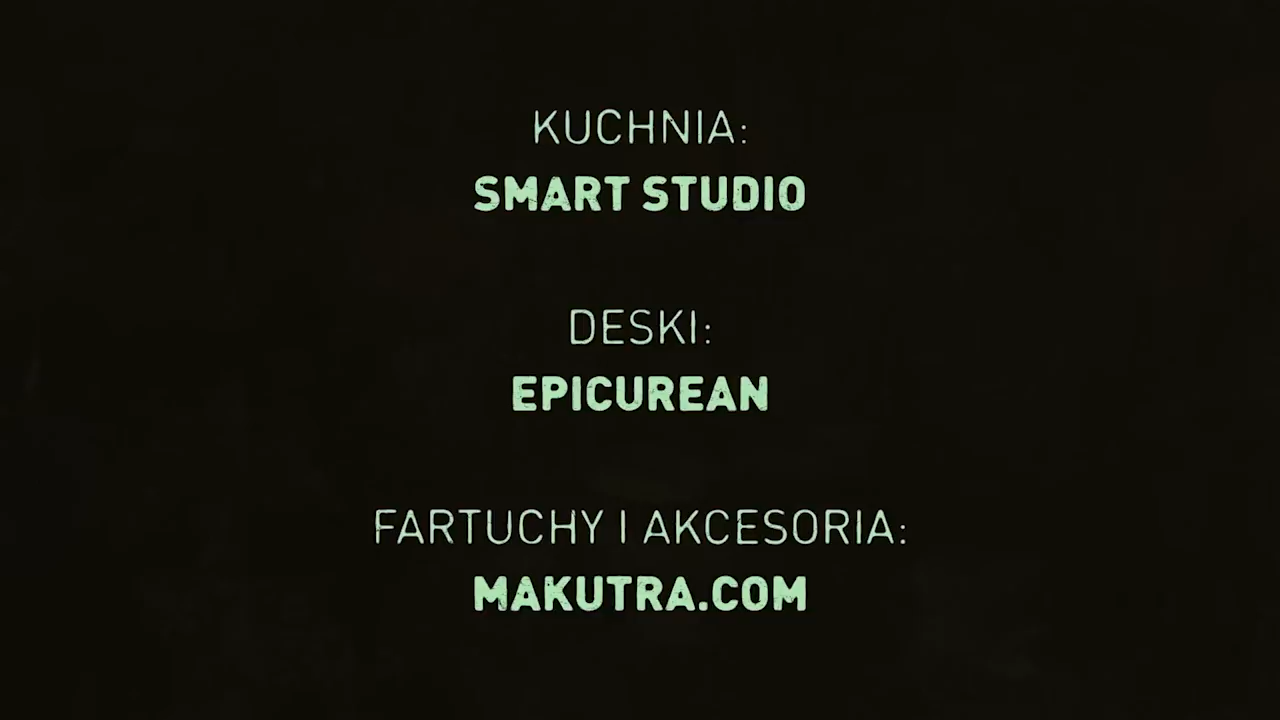 KUCHNIA:
SMART STUDIO
DESKI:
EPICUREAN
FARTUCHY I AKCESORIA:
MAKUTRA.COM